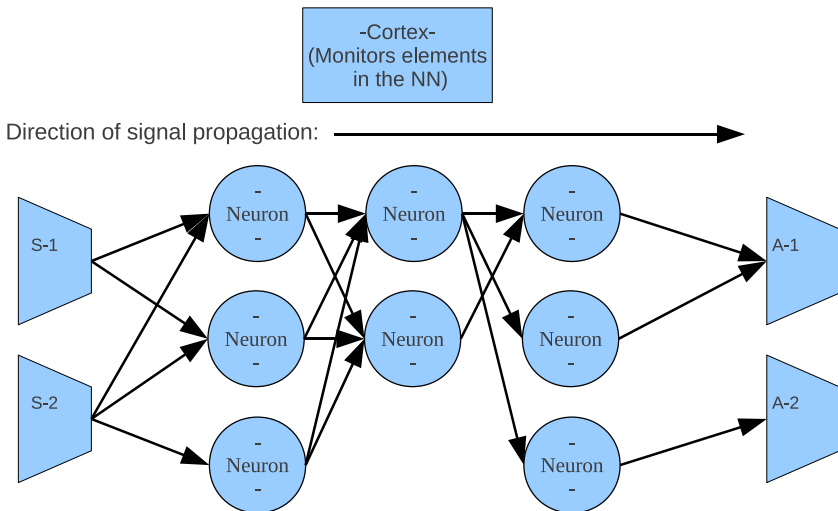 -Cortex-
(Monitors elements
in the NN)
Direction of signal propagation:
-
Neuron
-
-
Neuron
-
-
Neuron
-
S-1
A-1
-
Neuron
-
-
Neuron
-
-
Neuron
-
S-2
A-2
-
Neuron
-
-
Neuron
-